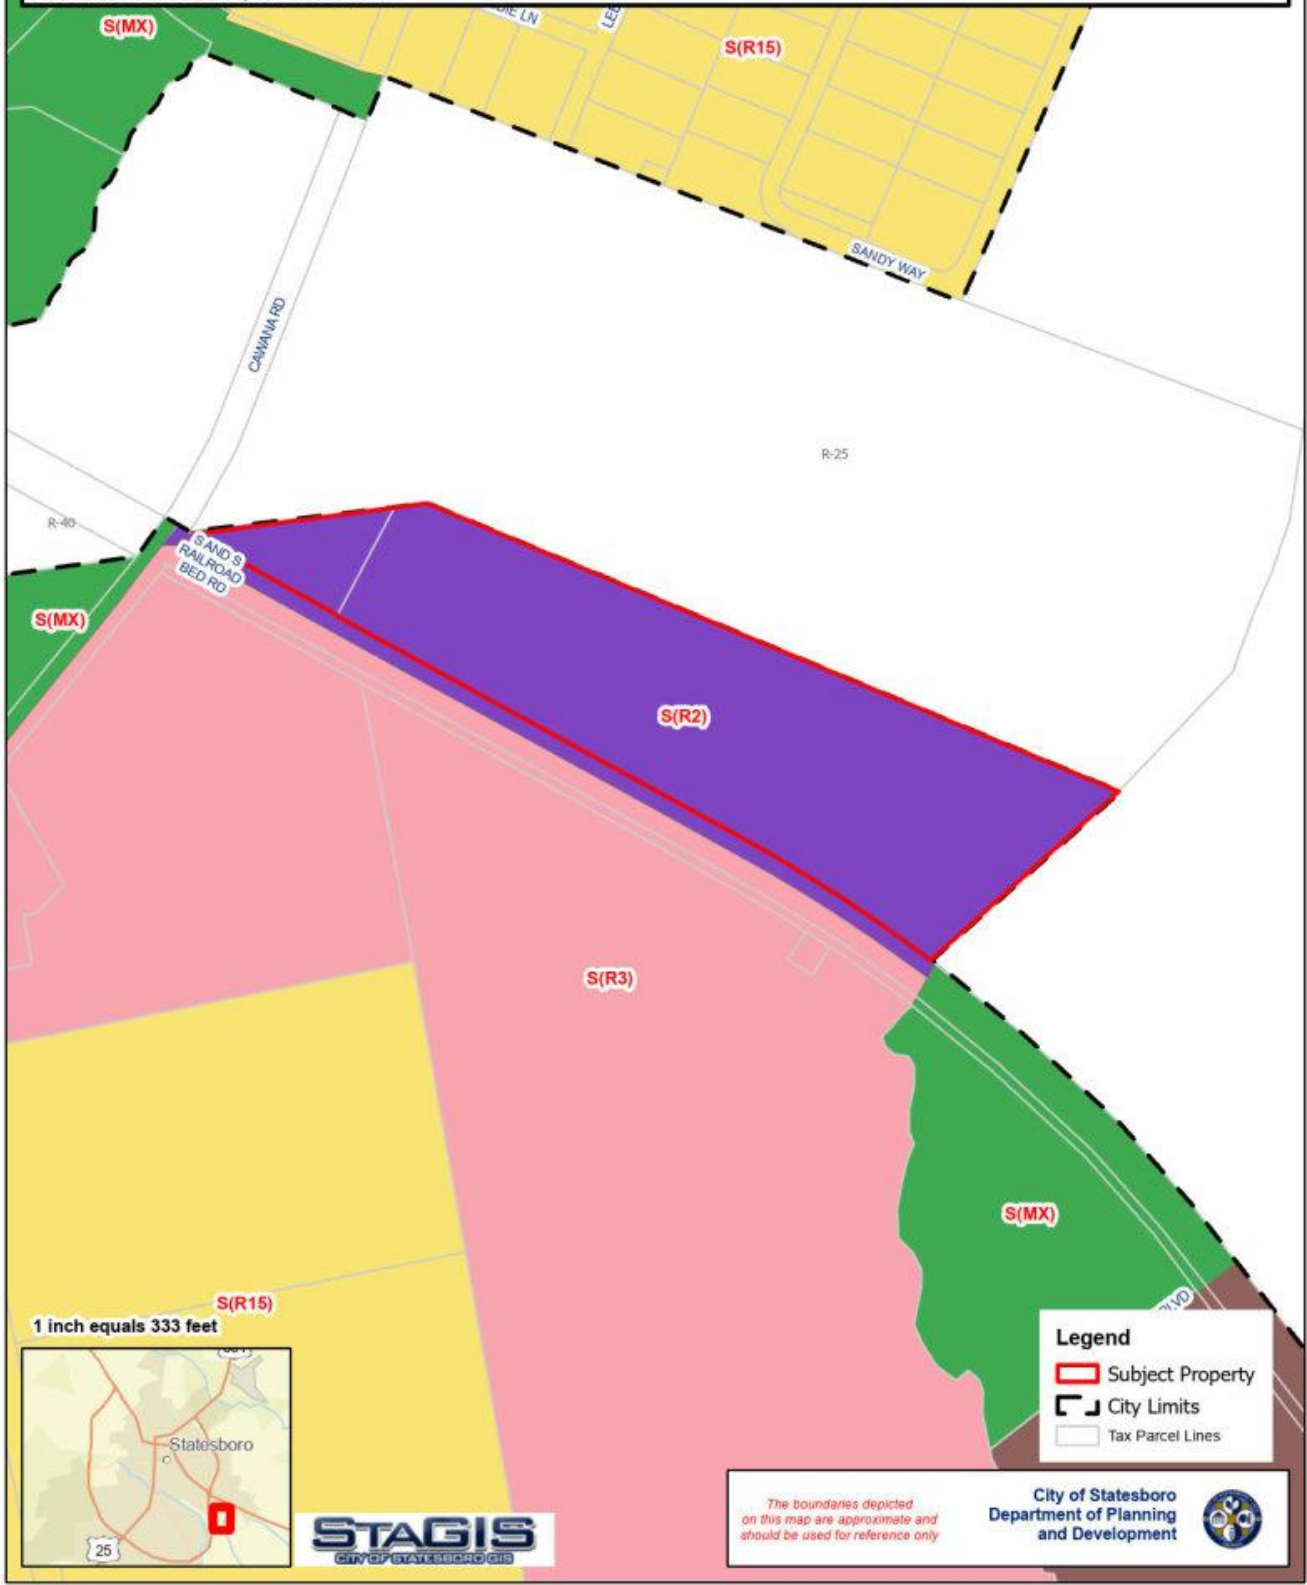 S(MX)
S(R15)
SANDY WAY
CAWANA RD
R-25
R-40
S AND S
RAILROAD
BED RD
S(MX)
S(R2)
S(R3)
S(MX)
S(R15)
1 inch equals 333 feet
Statesboro
25
STAGIS
CITY OF STATESBORO GIS
Legend
Subject Property
City Limits
Tax Parcel Lines
The boundaries depicted
on this map are approximate and
should be used for reference only
City of Statesboro
Department of Planning
and Development